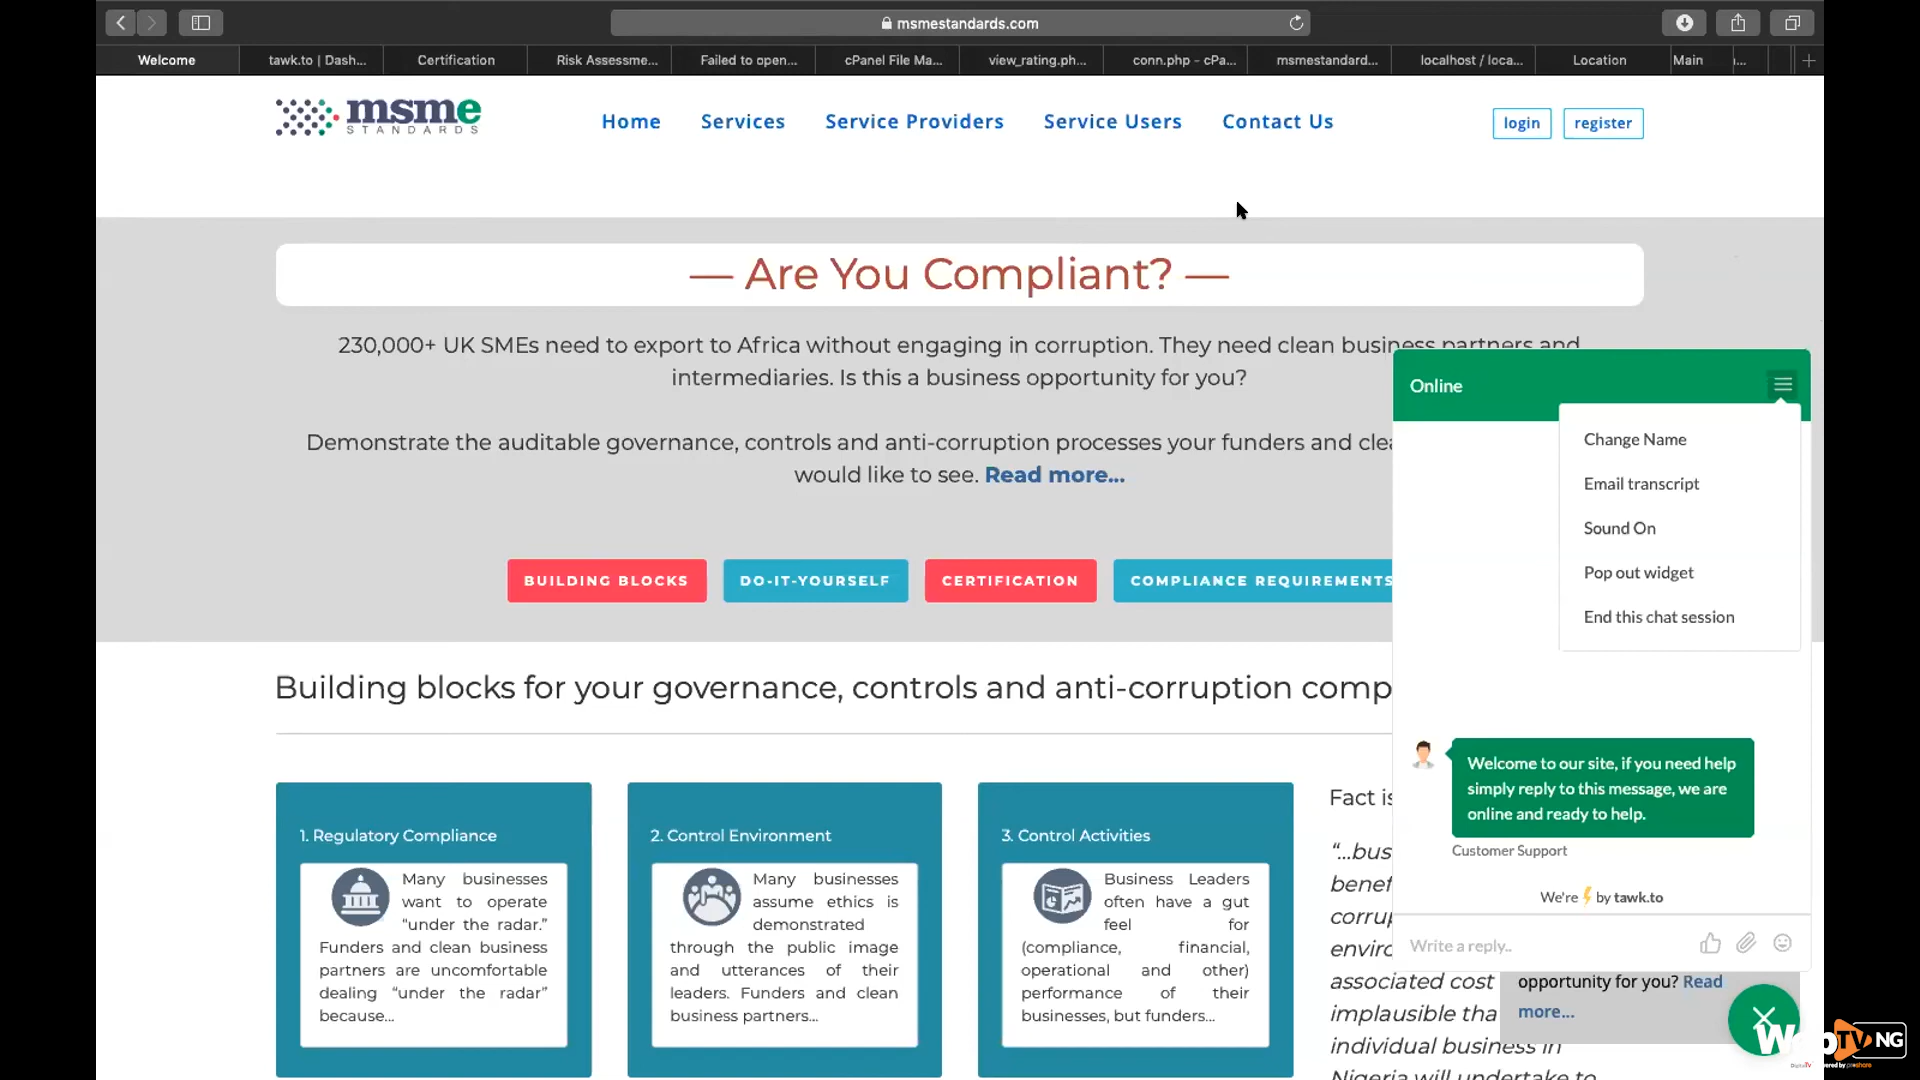 msmestandards.com
Welcome
tawk.to | Dash...
Certification
Risk Assessme...
Failed to open...
cPanel File Ma...
view_rating.ph...
conn.php - cPa...
msmestandard...
localhost / loca...
Location
Main
msme
STANDARDS
Home
Services
Service Providers
Service Users
Contact Us
login
register
— Are You Compliant? —
230,000+ UK SMEs need to export to Africa without engaging in corruption. They need clean business partners and
intermediaries. Is this a business opportunity for you?
Demonstrate the auditable governance, controls and anti-corruption processes your funders and clea
would like to see. Read more...
BUILDING BLOCKS
DO-IT-YOURSELF
CERTIFICATION
COMPLIANCE REQUIREMENTS
Building blocks for your governance, controls and anti-corruption comp
1. Regulatory Compliance
Many businesses
want to operate
“under the radar.”
Funders and clean business
partners are uncomfortable
dealing “under the radar”
because...
2. Control Environment
Many businesses
assume ethics is
demonstrated
through the public image
and utterances of their
leaders. Funders and clean
business partners...
3. Control Activities
Business Leaders
often have a gut
feel for
(compliance, financial,
operational and other)
performance of their
businesses, but funders...
Fact is
“...bus
benef
corrup
enviro
associated cost
implausible tha
individual business in
Nigeria will undertake to
Online
Change Name
Email transcript
Sound On
Pop out widget
End this chat session
Welcome to our site, if you need help
simply reply to this message, we are
online and ready to help.
Customer Support
We're by tawk.to
Write a reply..
opportunity for you? Read
more...
Web TV NG